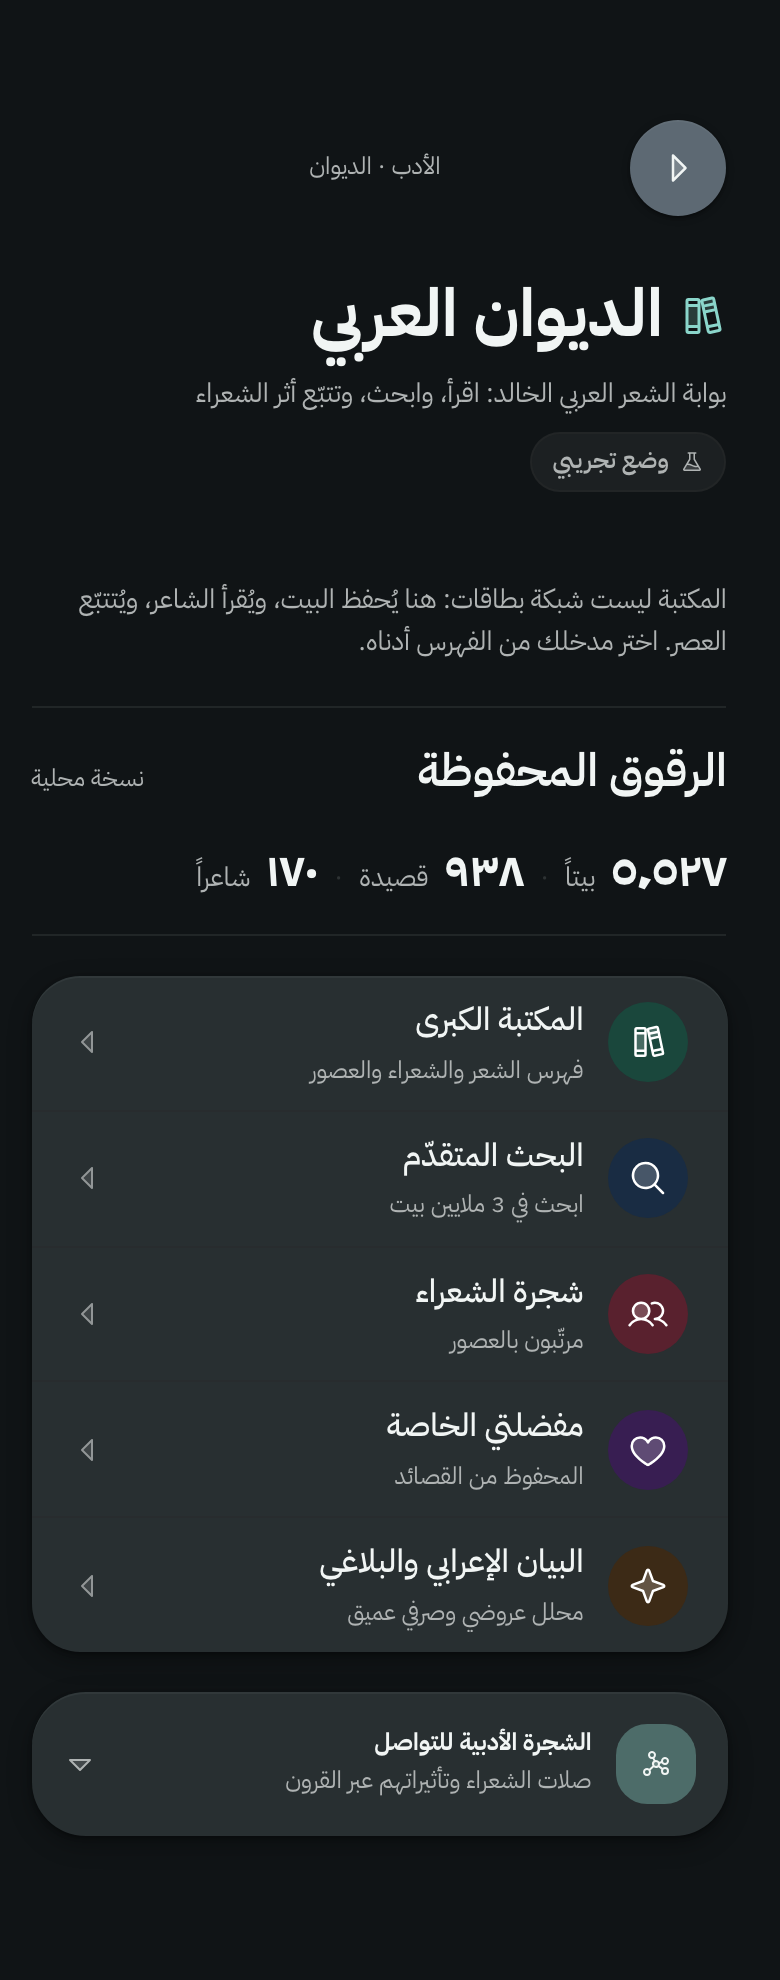 الأدب · الديوان
الديوان العربي
بوابة الشعر العربي الخالد: اقرأ، وابحث، وتتبّع أثر الشعراء
وضع تجريبي
المكتبة ليست شبكة بطاقات: هنا يُحفظ البيت، ويُقرأ الشاعر، ويُتتبّع
العصر. اختر مدخلك من الفهرس أدناه.
الرقوق المحفوظة
نسخة محلية
٥٬٥٢٧ بيتاً · ٩٣٨ قصيدة · ١٧٠ شاعراً
المكتبة الكبرى
فهرس الشعر والشعراء والعصور
البحث المتقدّم
ابحث في 3 ملايين بيت
شجرة الشعراء
مرتّبون بالعصور
مفضلتي الخاصة
المحفوظ من القصائد
البيان الإعرابي والبلاغي
محلل عروضي وصرفي عميق
الشجرة الأدبية للتواصل
صلات الشعراء وتأثيراتهم عبر القرون